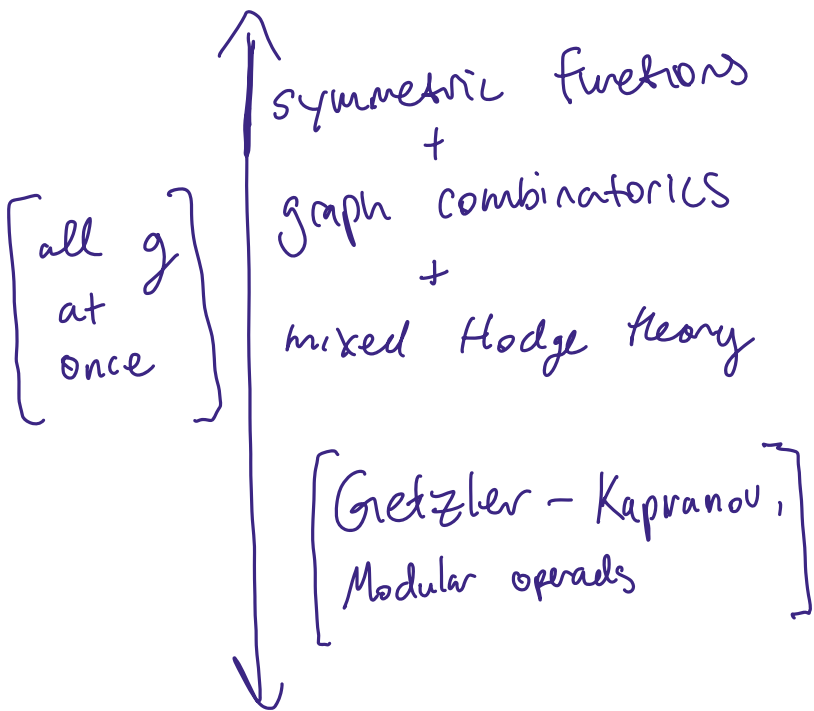 symmetric functions
+
graph combinatorics
+
mixed Hodge theory
[all g
at
once]
[Getzler - Kapranov,
Modular operads]